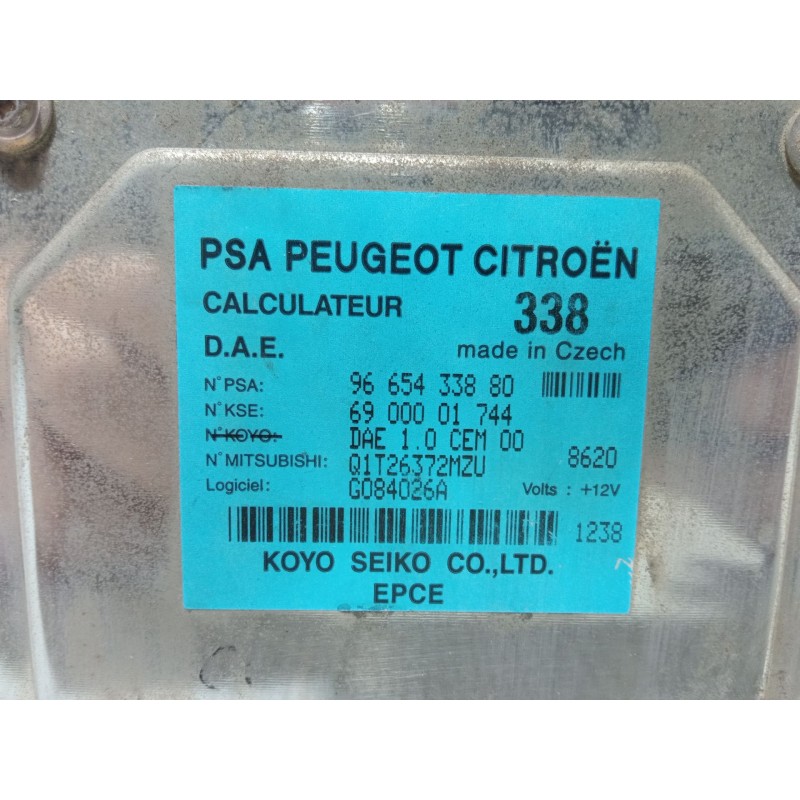 PSA PEUGEOT CITROËN
CALCULATEUR 338
D.A.E. made in Czech
N°PSA: 96 654 338 80
N°KSE: 69 000 01 744
N°KOYO: DAE 1.0 CEM 00
N°MITSUBISHI: Q1T26372MZU 8620
Logiciel: G084026A Volts : +12V
1238
KOYO SEIKO CO.,LTD.
EPCE